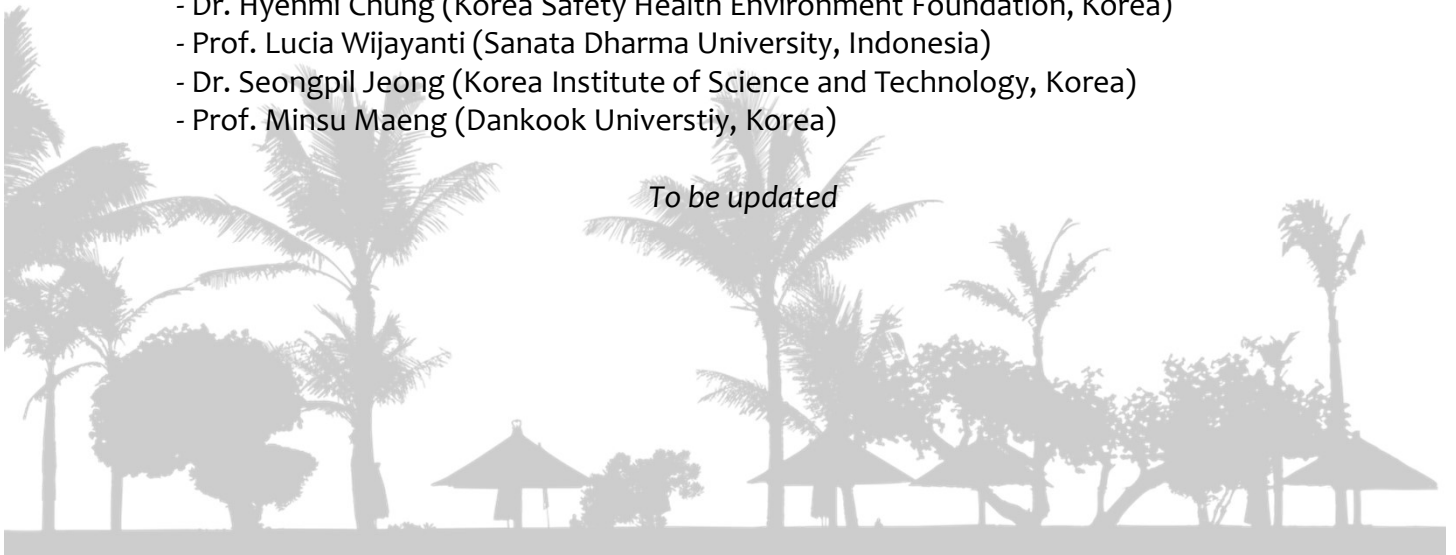 - Dr. Hyenmi Chung (Korea Safety Health Environment Foundation, Korea)
- Prof. Lucia Wijayanti (Sanata Dharma University, Indonesia)
- Dr. Seongpil Jeong (Korea Institute of Science and Technology, Korea)
- Prof. Minsu Maeng (Dankook Universtiy, Korea)
To be updated